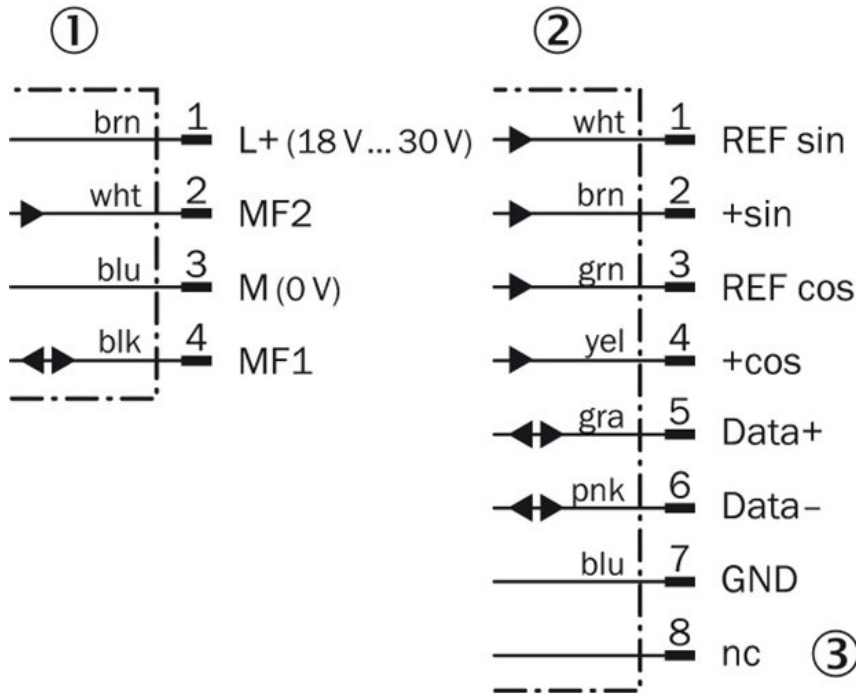 ①
brn 1 L+ (18 V... 30 V)
wht 2 MF2
blu 3 M (0 V)
blk 4 MF1
②
wht 1 REF sin
brn 2 +sin
grn 3 REF cos
yel 4 +cos
gra 5 Data+
pnk 6 Data–
blu 7 GND
8 nc ③